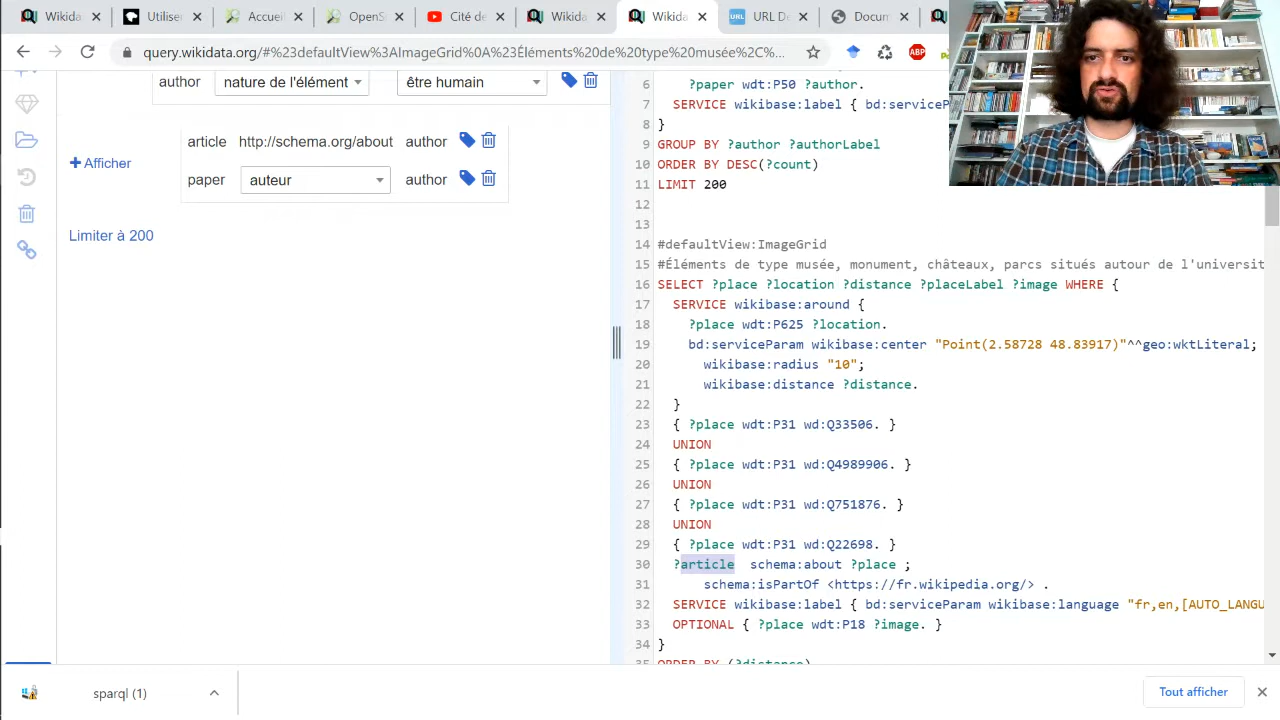 Wikida
Utiliser
Accueil
OpenS
Cida
Wikida
Wikida
URL De
Docum
query.wikidata.org/#%23defaultView%3AImageGrid%0A%23Éléments%20de%20type%20musée%2C%...
author nature de l'élément être humain
article http://schema.org/about author
Afficher
paper auteur author
Limiter à 200
6 ?paper wdt:P50 ?author.
7 SERVICE wikibase:label { bd:serviceP
8 }
9 GROUP BY ?author ?authorLabel
10 ORDER BY DESC(?count)
11 LIMIT 200
12
13
14 #defaultView:ImageGrid
15 #Éléments de type musée, monument, châteaux, parcs situés autour de l'universit
16 SELECT ?place ?location ?distance ?placeLabel ?image WHERE {
17 SERVICE wikibase:around {
18 ?place wdt:P625 ?location.
19 bd:serviceParam wikibase:center "Point(2.58728 48.83917)"^^geo:wktLiteral;
20 wikibase:radius "10";
21 wikibase:distance ?distance.
22 }
23 { ?place wdt:P31 wd:Q33506. }
24 UNION
25 { ?place wdt:P31 wd:Q4989906. }
26 UNION
27 { ?place wdt:P31 wd:Q751876. }
28 UNION
29 { ?place wdt:P31 wd:Q22698. }
30 ?article schema:about ?place ;
31 schema:isPartOf <https://fr.wikipedia.org/> .
32 SERVICE wikibase:label { bd:serviceParam wikibase:language "fr,en,[AUTO_LANGU
33 OPTIONAL { ?place wdt:P18 ?image. }
34 }
35 ORDER BY (?distance)
sparql (1)
Tout afficher